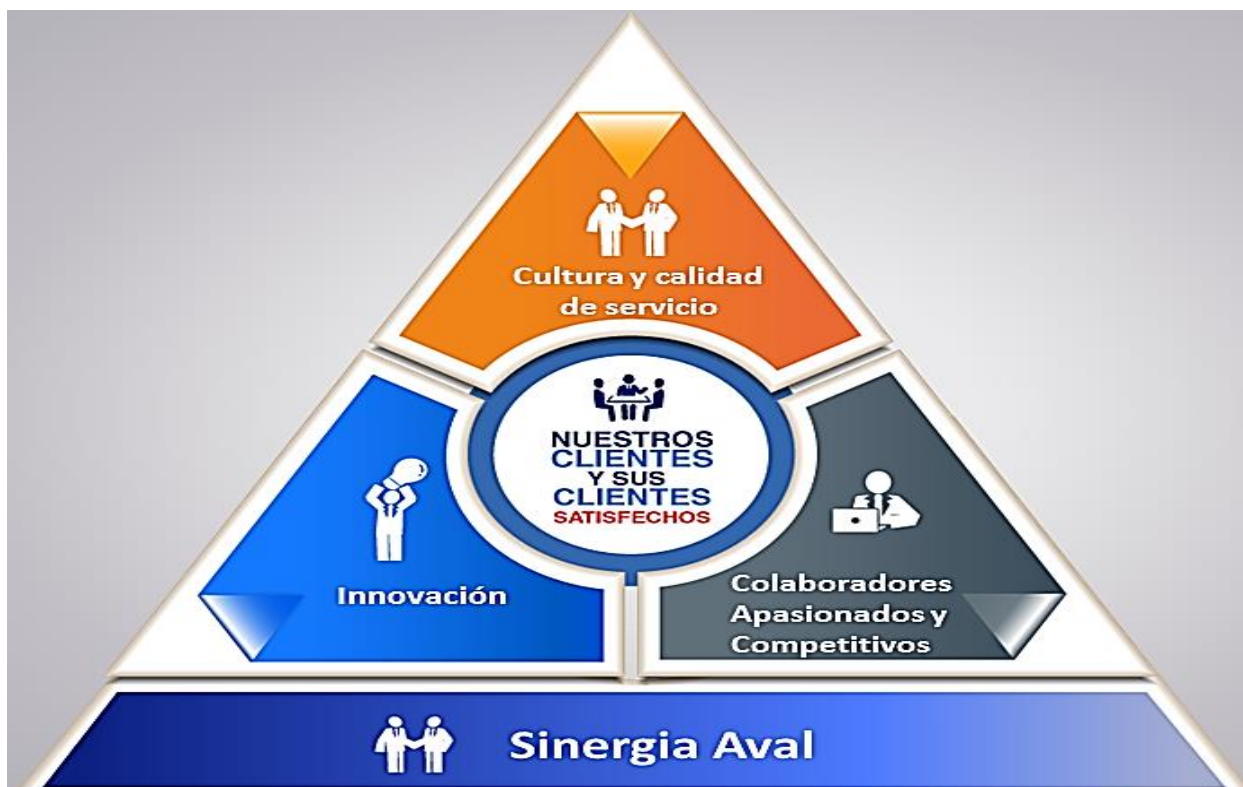 Cultura y calidad
de servicio
NUESTROS
CLIENTES
Y SUS
CLIENTES
SATISFECHOS
Innovación
Colaboradores
Apasionados y
Competitivos
Sinergia Aval